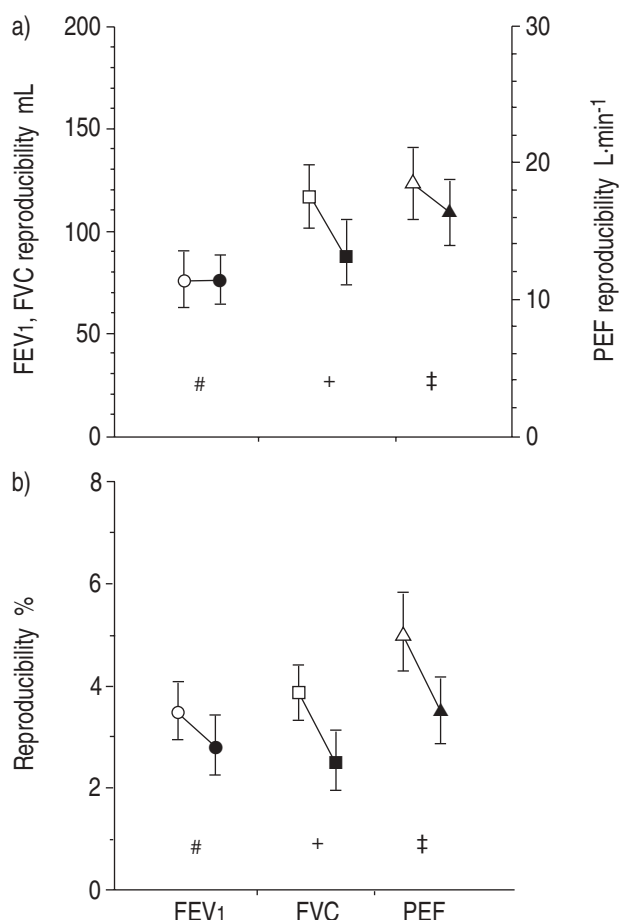 a)
200
150
100
50
0
FEV1, FVC reproducibility mL
30
20
10
0
PEF reproducibility L·min-1
# + ‡
b)
8
6
4
2
0
Reproducibility %
# + ‡
FEV1 FVC PEF